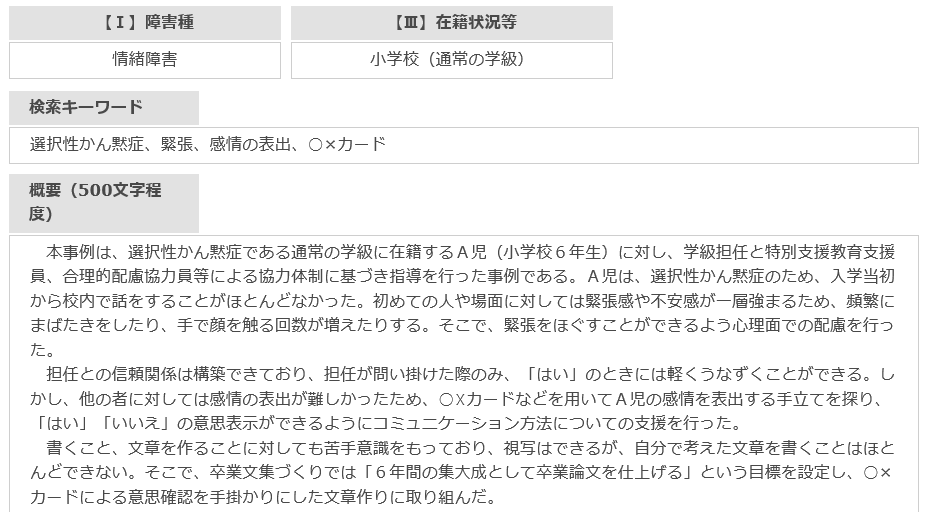 【Ⅰ】障害種
【Ⅲ】在籍状況等
情緒障害
小学校（通常の学級）
検索キーワード
選択性かん黙症、緊張、感情の表出、○×カード
概要（500文字程
度）
本事例は、選択性かん黙症である通常の学級に在籍するＡ児（小学校６年生）に対し、学級担任と特別支援教育支援
員、合理的配慮協力員等による協力体制に基づき指導を行った事例である。Ａ児は、選択性かん黙症のため、入学当初
から校内で話をすることがほとんどなかった。初めての人や場面に対しては緊張感や不安感が一層強まるため、頻繁に
まばたきをしたり、手で顔を触る回数が増えたりする。そこで、緊張をほぐすことができるよう心理面での配慮を行っ
た。
担任との信頼関係は構築できており、担任が問い掛けた際のみ、「はい」のときには軽くうなずくことができる。し
かし、他の者に対しては感情の表出が難しかったため、○☓カードなどを用いてＡ児の感情を表出する手立てを探り、
「はい」「いいえ」の意思表示ができるようにコミュニケーション方法についての支援を行った。
書くこと、文章を作ることに対しても苦手意識をもっており、視写はできるが、自分で考えた文章を書くことはほと
んどできない。そこで、卒業文集づくりでは「６年間の集大成として卒業論文を仕上げる」という目標を設定し、○×
カードによる意思確認を手掛かりにした文章作りに取り組んだ。